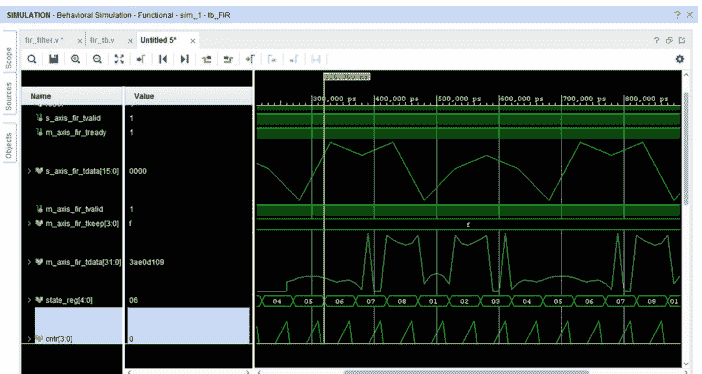 SIMULATION - Behavioral Simulation - Functional - sim_1 - tb_FIR
fir_filter.v * × fir_tb.v × Untitled 5* ×
Scope
Sources
Objects
Name Value
300,000 ps 400,000 ps 500,000 ps 600,000 ps 700,000 ps 800,000 ps
s_axis_fir_tvalid 1
m_axis_fir_tready 1
s_axis_fir_tdata[15:0] 0000
m_axis_fir_tvalid 1
m_axis_fir_tkeep[3:0] f f
m_axis_fir_tdata[31:0] 3ae0d109
state_reg[4:0] 06 04 05 06 07 08 01 02 03 04 05 06 07 08 01
cntr[3:0] 0